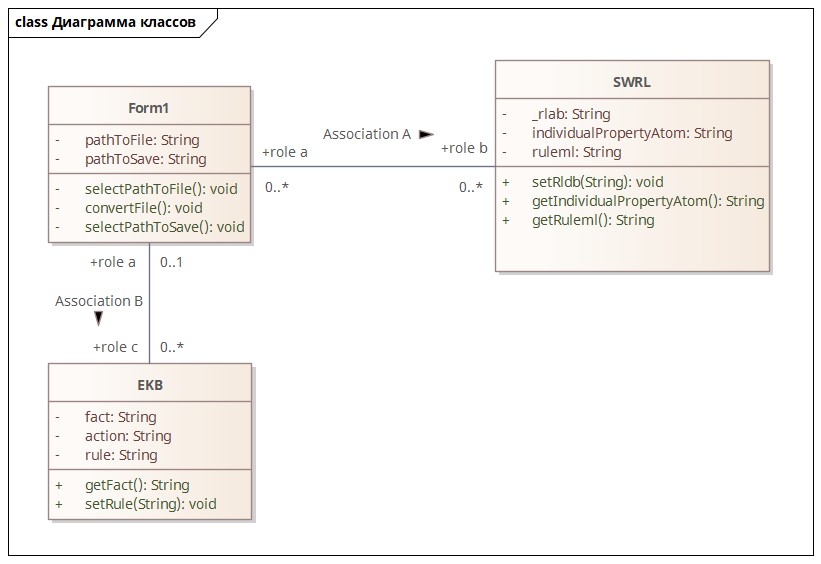 class Диаграмма классов
Form1
- pathToFile: String
- pathToSave: String
- selectPathToFile(): void
- convertFile(): void
- selectPathToSave(): void
Association A
+role a
+role b
0..*
0..*
SWRL
- _rlab: String
- individualPropertyAtom: String
- ruleml: String
+ setRldb(String): void
+ getIndividualPropertyAtom(): String
+ getRuleml(): String
+role a
0..1
Association B
+role c
0..*
EKB
- fact: String
- action: String
- rule: String
+ getFact(): String
+ setRule(String): void